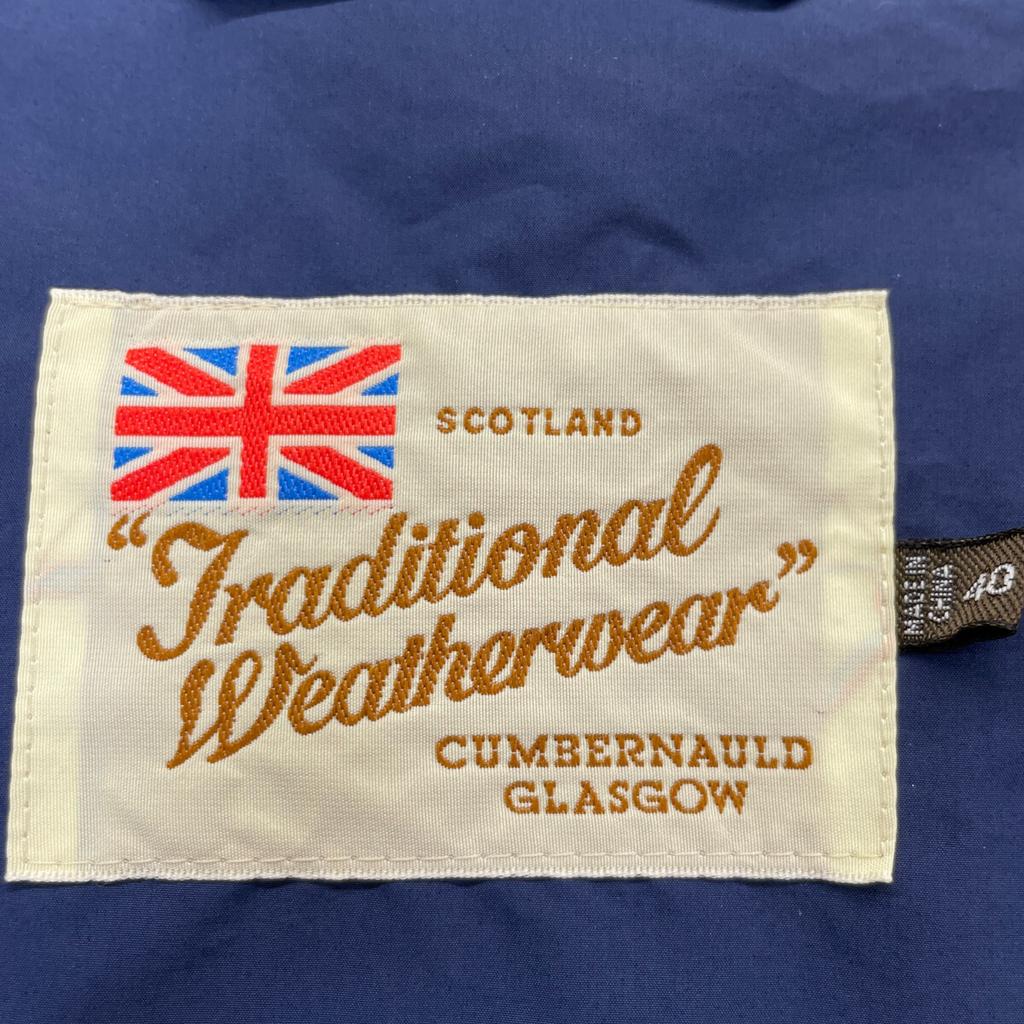 SCOTLAND
“Traditional
Weatherwear”
CUMBERNAULD
GLASGOW
MADE IN
CHINA
40